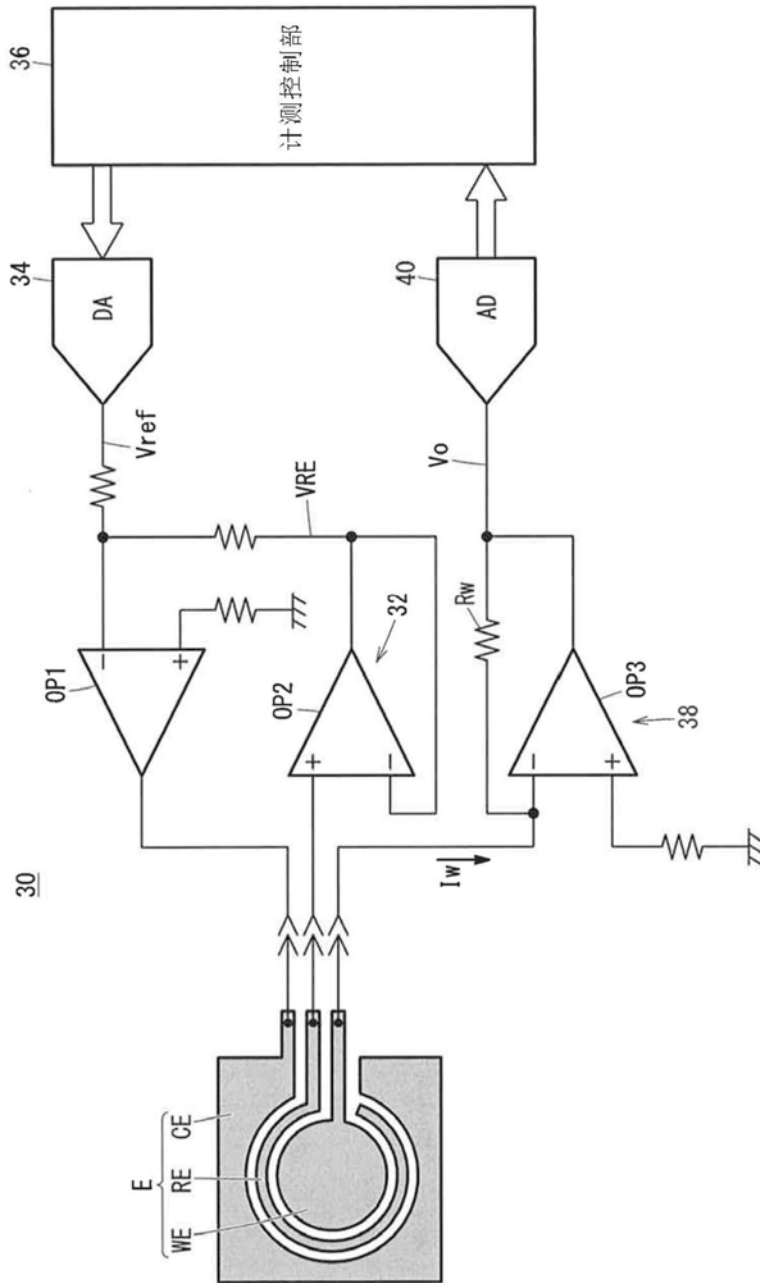 30
E
WE
RE
CE
OP1
-
+
Vref
34
DA
36
计测控制部
OP2
+
-
32
VRE
Iw
Rw
Vo
40
AD
-
+
OP3
38